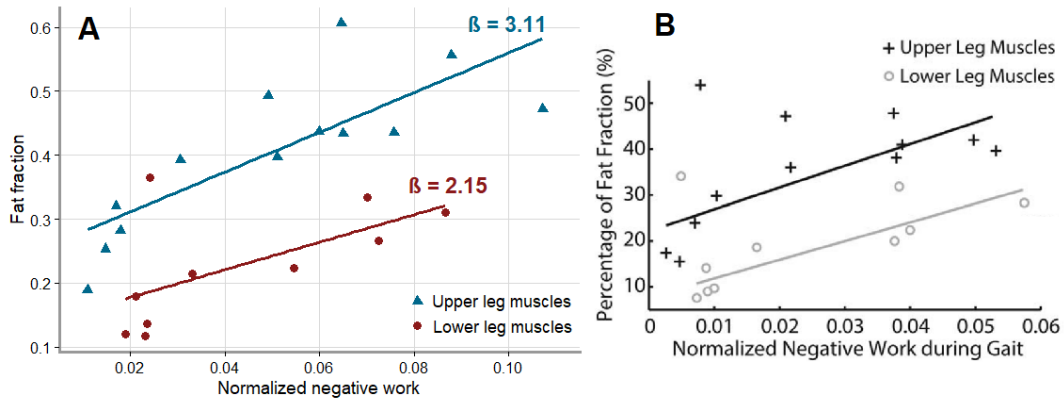 A
ß = 3.11
ß = 2.15
Fat fraction
0.6
0.5
0.4
0.3
0.2
0.1
Upper leg muscles
Lower leg muscles
0.02
0.04
0.06
0.08
0.10
Normalized negative work
B
Upper Leg Muscles
Lower Leg Muscles
Percentage of Fat Fraction (%)
50
40
30
20
10
0
0.01
0.02
0.03
0.04
0.05
0.06
Normalized Negative Work during Gait